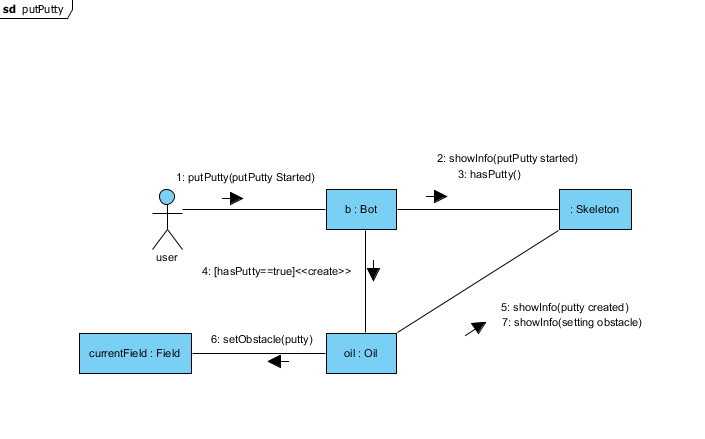 sd putPutty
2: showInfo(putPutty started)
3: hasPutty()
1: putPutty(putPutty Started)
b : Bot
: Skeleton
user
4: [hasPutty==true]<<create>>
5: showInfo(putty created)
7: showInfo(setting obstacle)
6: setObstacle(putty)
currentField : Field
oil : Oil